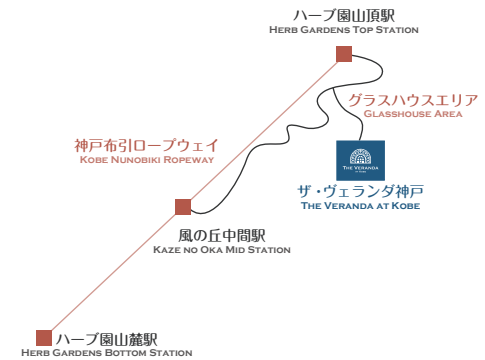 ハーブ園山頂駅
Herb Gardens Top Station
グラスハウスエリア
Glasshouse Area
神戸布引ロープウェイ
Kobe Nunobiki Ropeway
The Veranda
at Kobe
ザ・ヴェランダ神戸
The Veranda at Kobe
風の丘中間駅
Kaze no Oka Mid Station
ハーブ園山麓駅
Herb Gardens Bottom Station